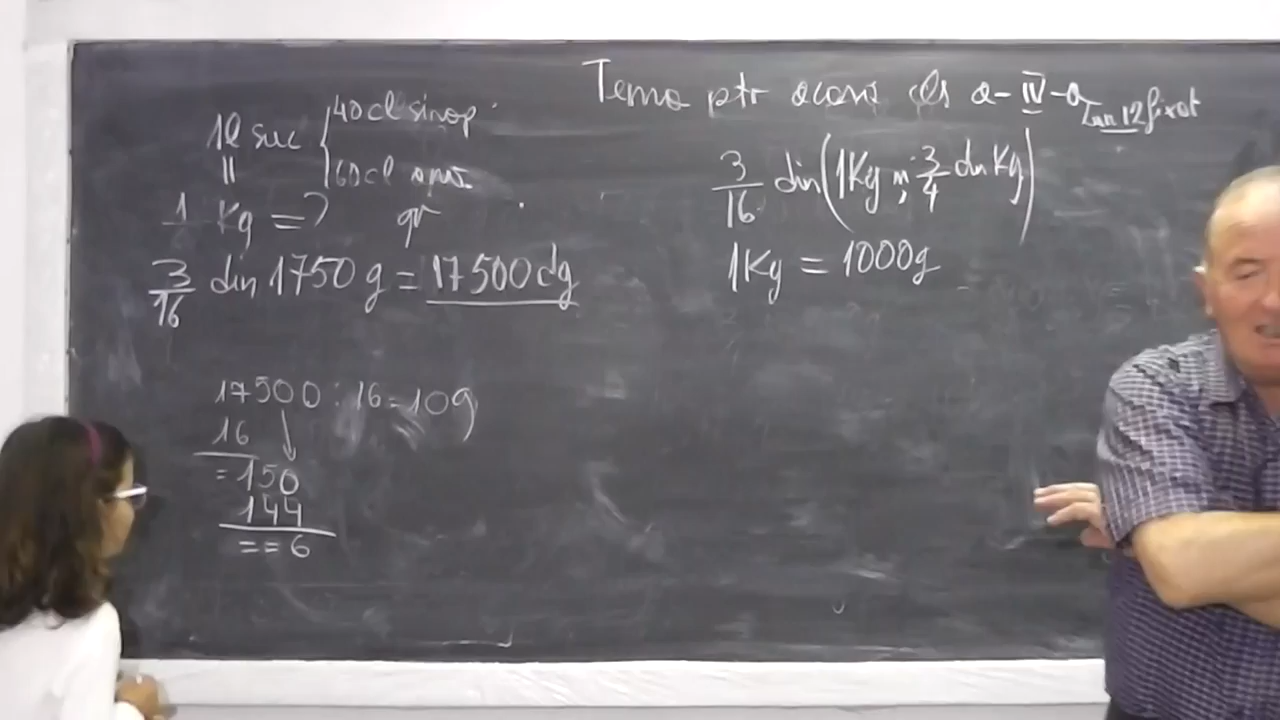 Tema ptr acasă cls a-IV-a
1l suc { 40cl sirop
60cl apă
"
1 Kg = ? gr
3/16 din 1750 g = 17500 dg
17500 : 16 = 109
16
=150
144
==6
3/16 din (1Kg și 3/4 din Kg)
1Kg = 1000g